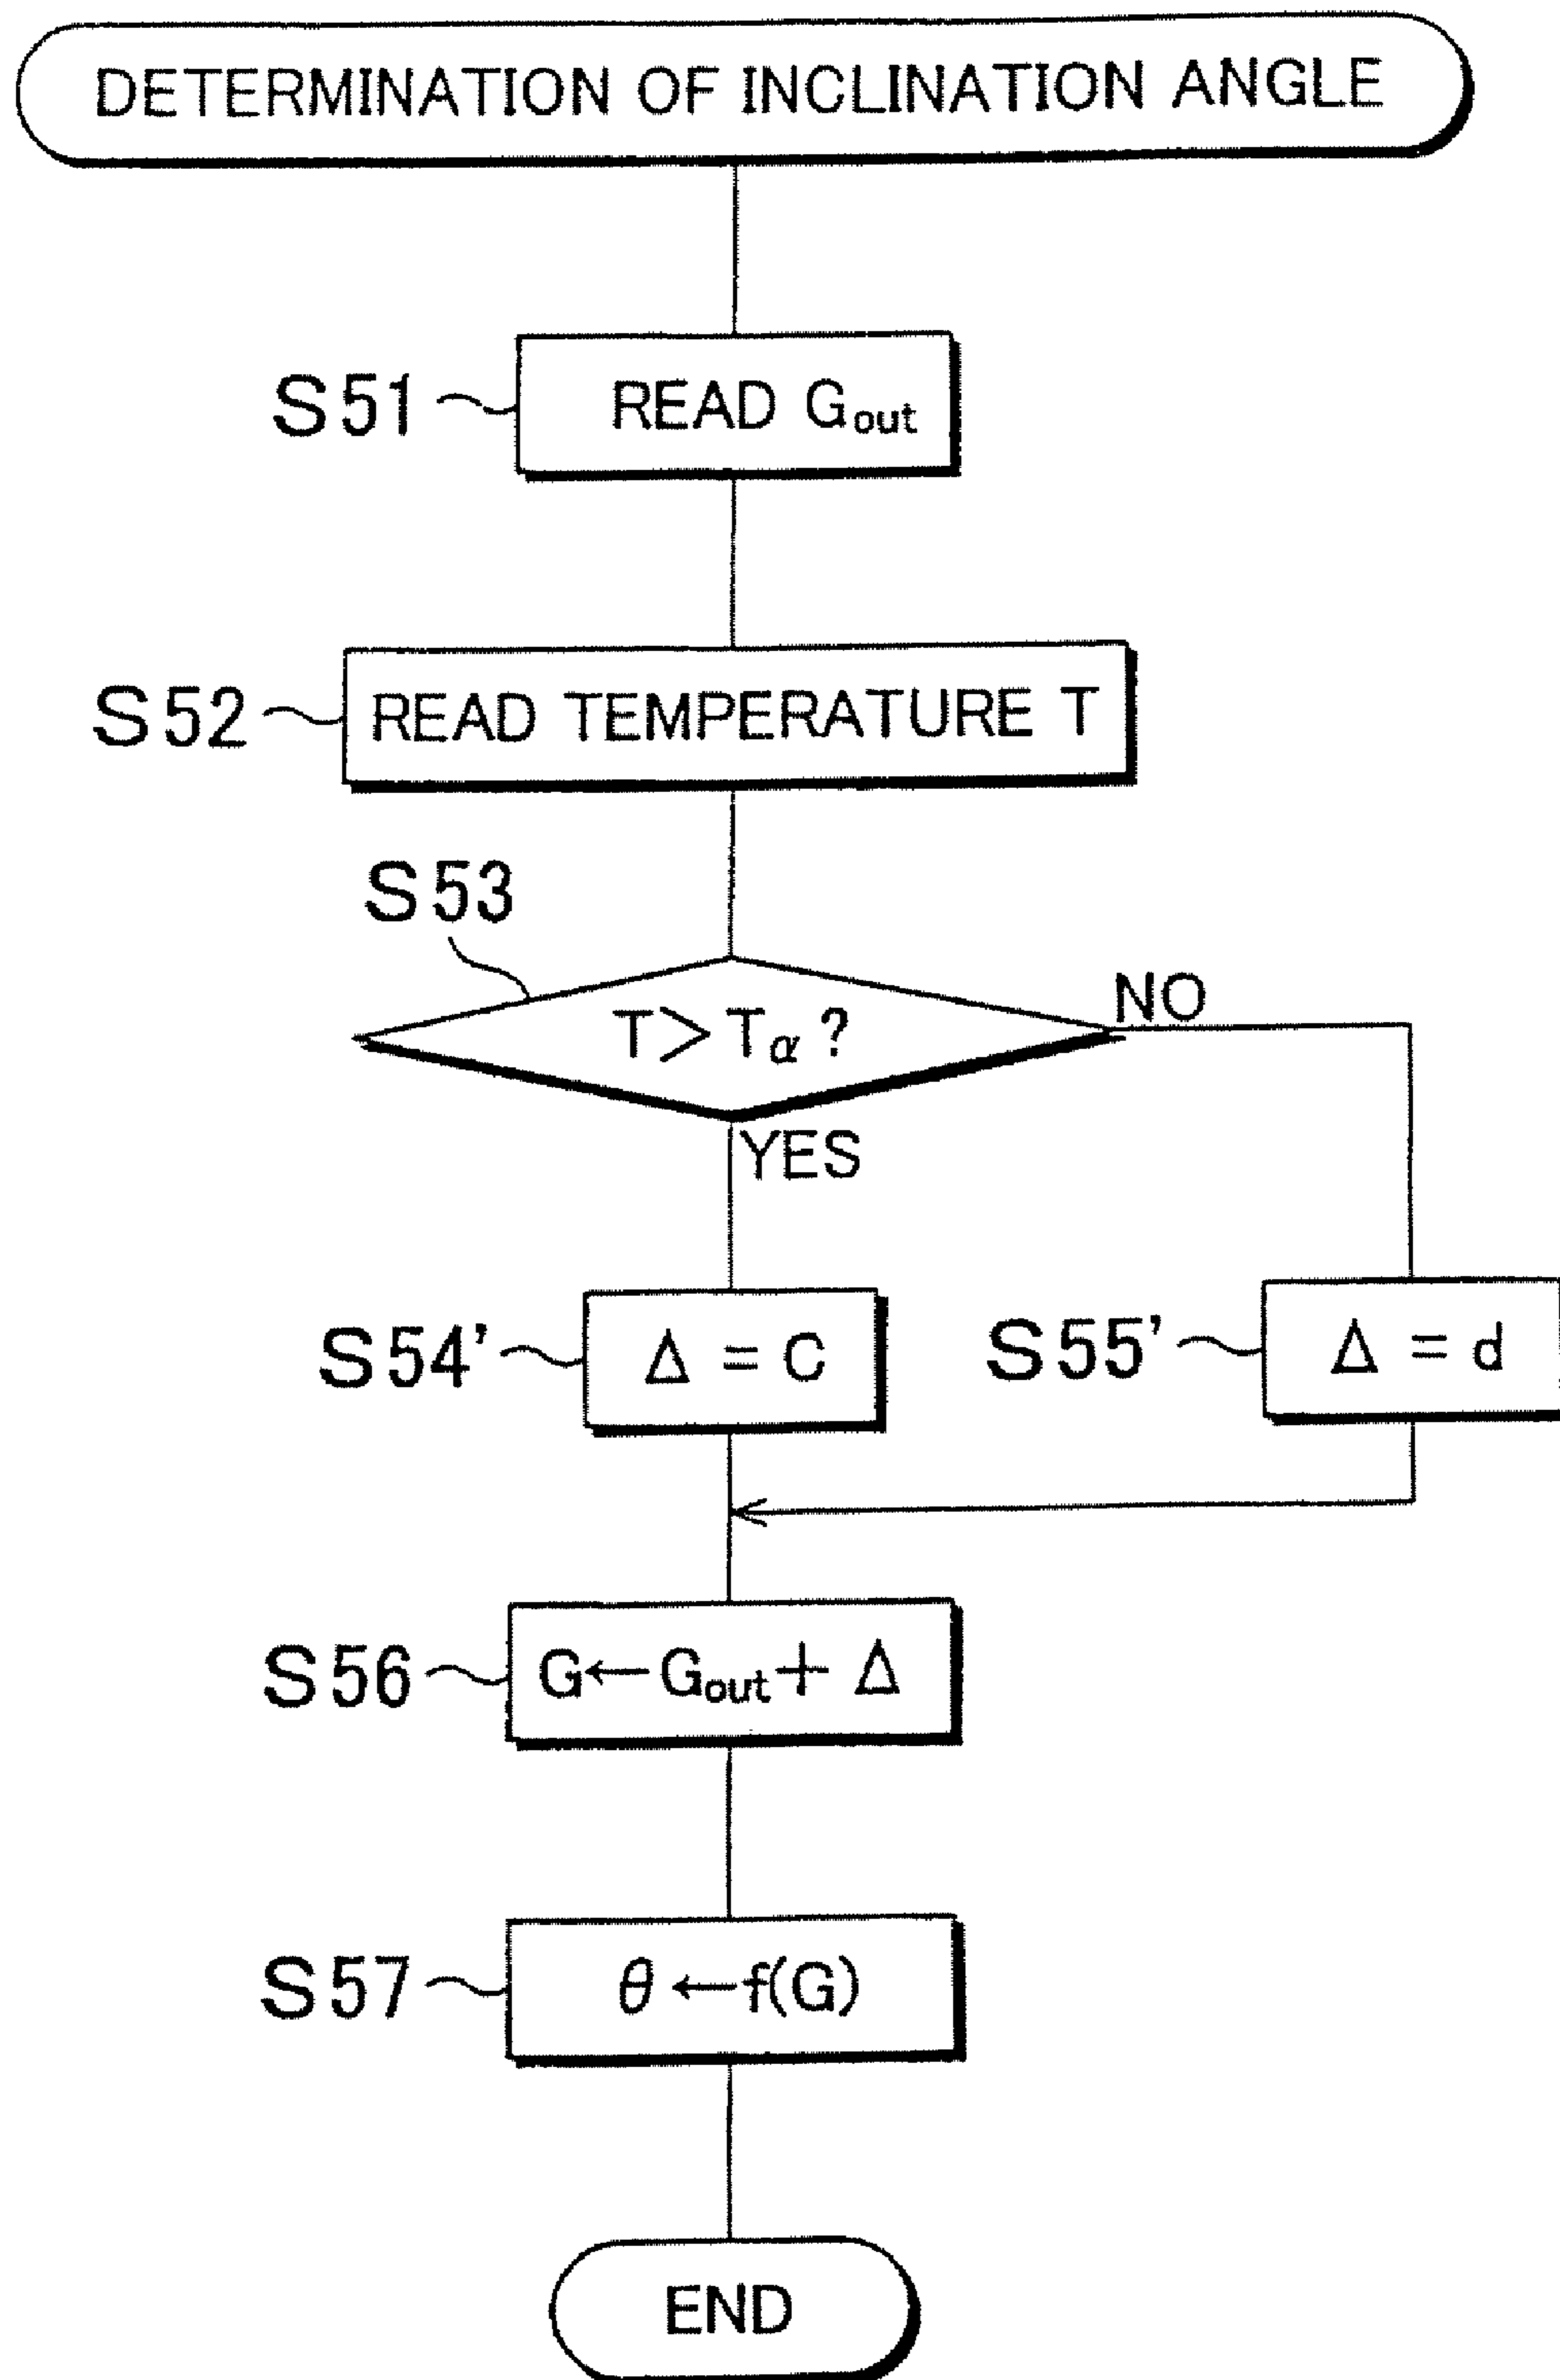 DETERMINATION OF INCLINATION ANGLE
S51
READ Gout
S52
READ TEMPERATURE T
S53
T>Tα?
NO
YES
S54'
Δ = C
S55'
Δ = d
S56
G←Gout+ Δ
S57
θ←f(G)
END